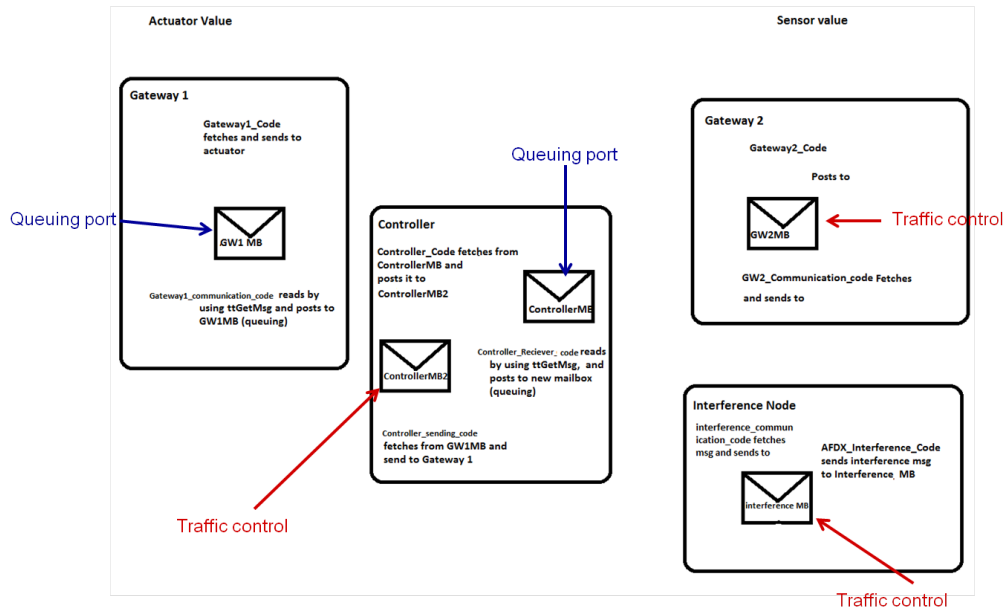 Actuator Value
Sensor value
Gateway 1
Gateway1_Code
fetches and sends to
actuator
Queuing port
GW1 MB
Gateway1_communication_code reads by
using ttGetMsg and posts to
GW1MB (queuing)
Queuing port
Controller
Controller_Code fetches from
ControllerMB and
posts it to
ControllerMB2
ControllerMB
ControllerMB2
Controller_Reciever_ code reads
by using ttGetMsg, and
posts to new mailbox
(queuing)
Controller_sending_code
fetches from GW1MB and
send to Gateway 1
Traffic control
Gateway 2
Gateway2_Code
Posts to
GW2MB
Traffic control
GW2_Communication_code Fetches
and sends to
Interference Node
interference_commun
ication_code fetches
msg and sends to
AFDX_Interference_Code
sends interference msg
to Interference_MB
interference MB
Traffic control